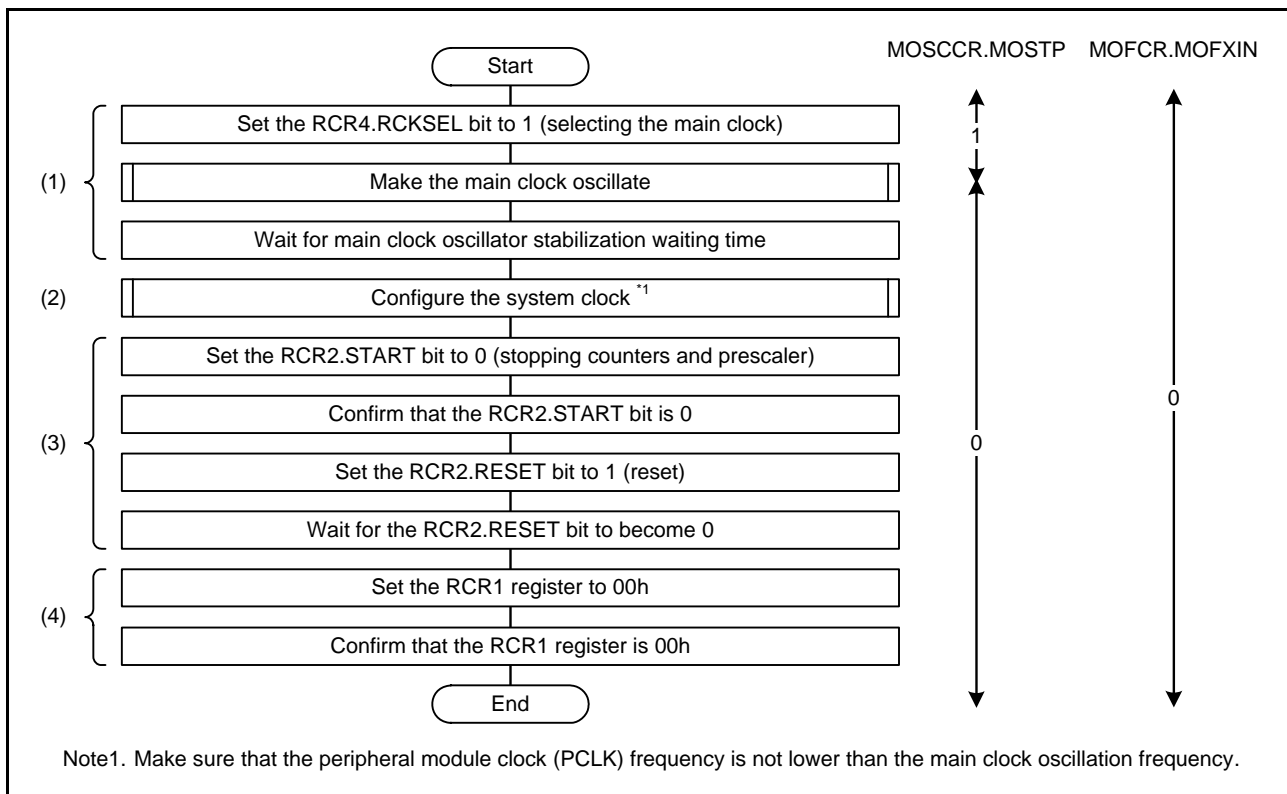 MOSCCR.MOSTP MOFCR.MOFXIN
Start
Set the RCR4.RCKSEL bit to 1 (selecting the main clock)
1
(1)
Make the main clock oscillate
Wait for main clock oscillator stabilization waiting time
(2)
Configure the system clock *1
Set the RCR2.START bit to 0 (stopping counters and prescaler)
Confirm that the RCR2.START bit is 0
0
(3)
0
Set the RCR2.RESET bit to 1 (reset)
Wait for the RCR2.RESET bit to become 0
Set the RCR1 register to 00h
(4)
Confirm that the RCR1 register is 00h
End
Note1. Make sure that the peripheral module clock (PCLK) frequency is not lower than the main clock oscillation frequency.